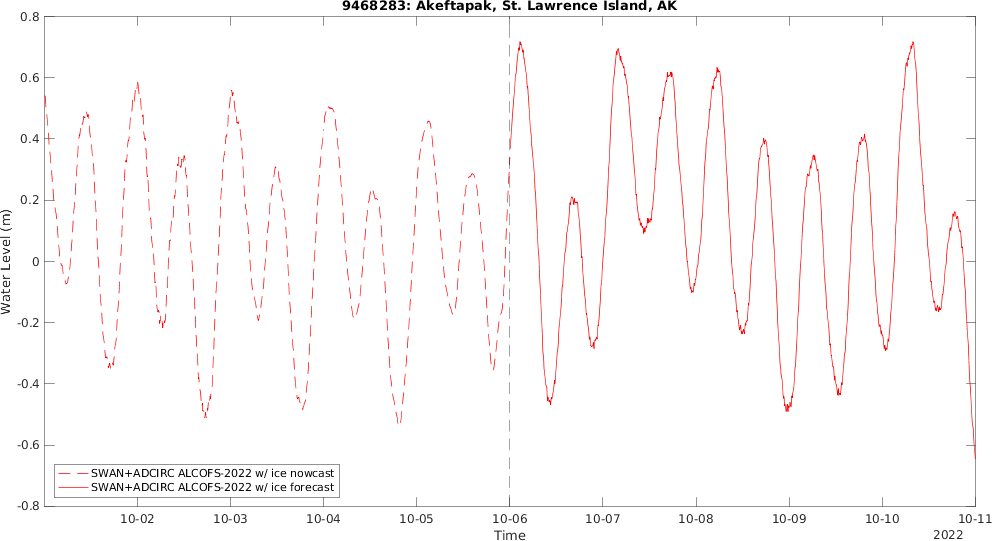 9468283: Akeftapak, St. Lawrence Island, AK
0.8
0.6
0.4
0.2
0
-0.2
-0.4
-0.6
-0.8
Water Level (m)
SWAN+ADCIRC ALCOFS-2022 w/ ice nowcast
SWAN+ADCIRC ALCOFS-2022 w/ ice forecast
10-02 10-03 10-04 10-05 10-06 10-07 10-08 10-09 10-10 10-11
Time
2022